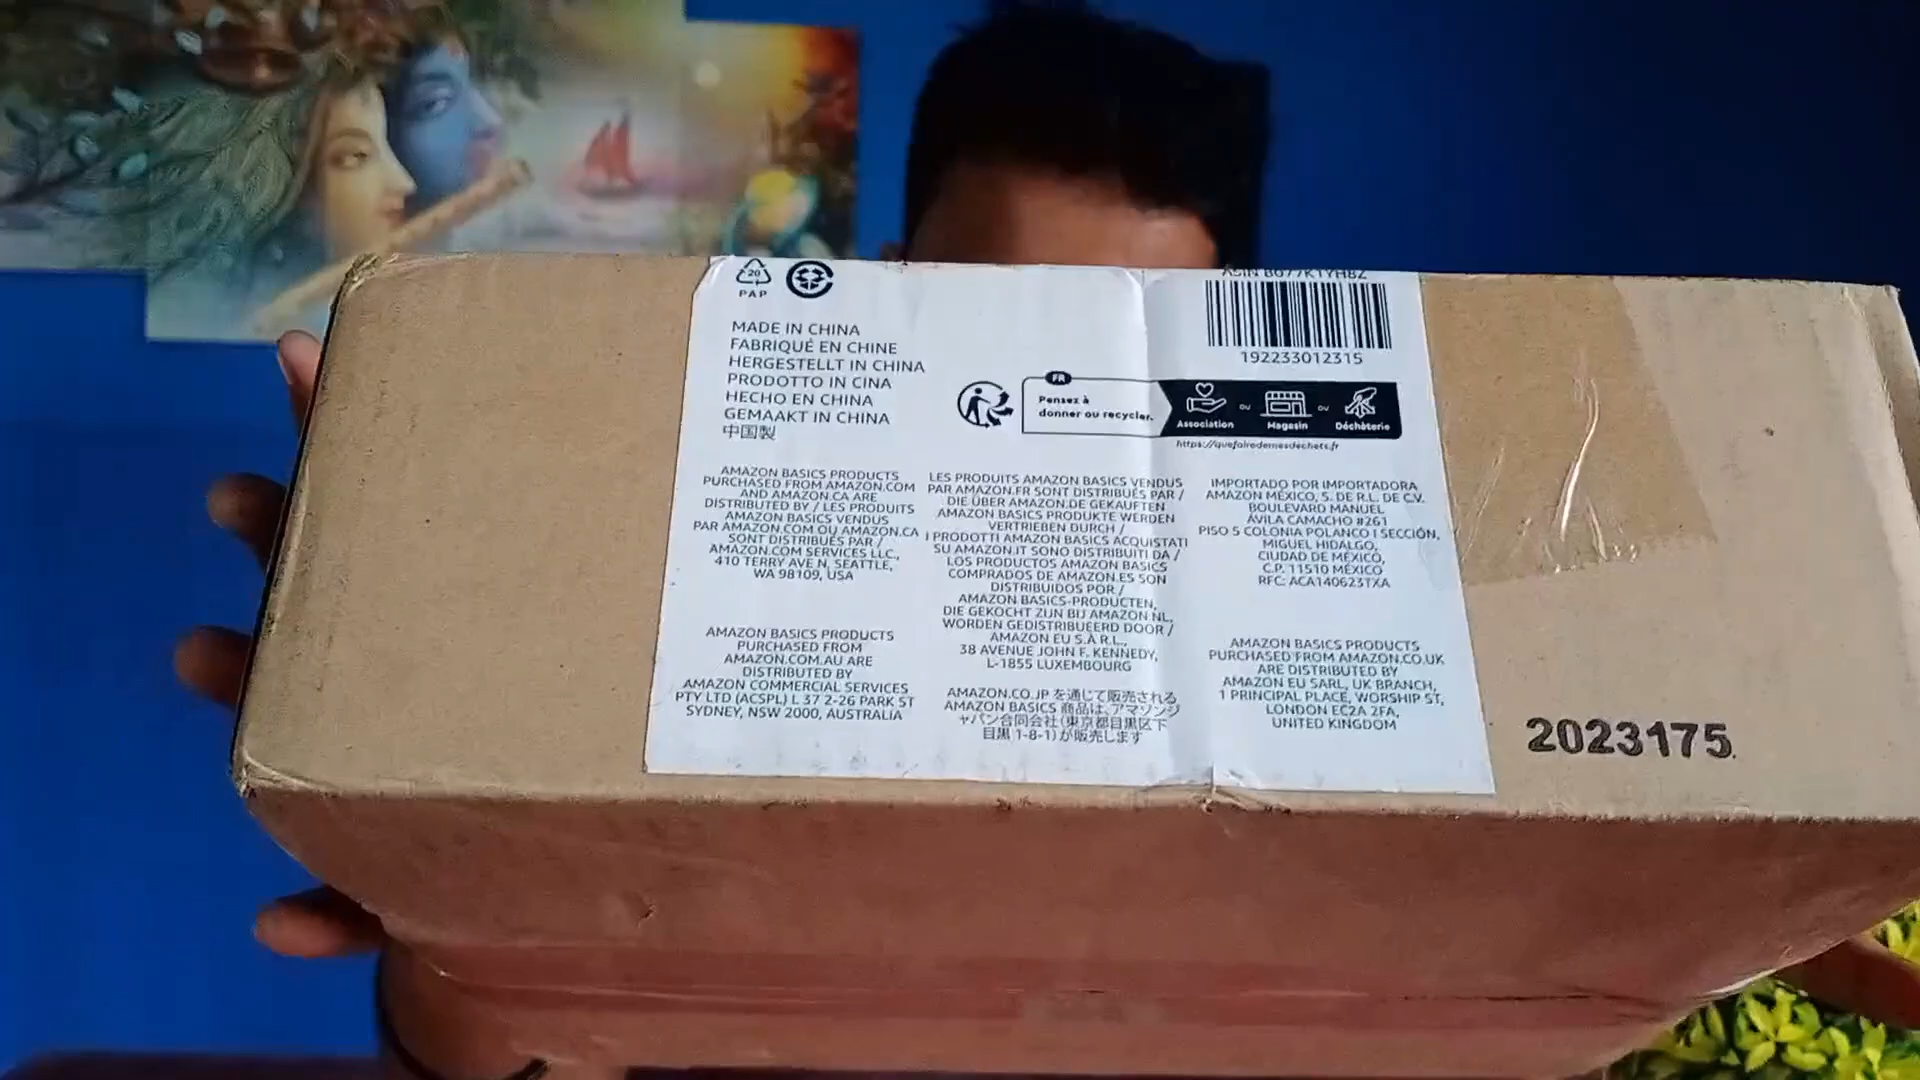 20
PAP
MADE IN CHINA
FABRIQUÉ EN CHINE
HERGESTELLT IN CHINA
PRODOTTO IN CINA
HECHO EN CHINA
GEMAAKT IN CHINA
中国製
192233012315
FR
Pensez à
donner ou recycler.
Association
ou
Magasin
ou
Déchèterie
https://quefairedemesdechets.fr
AMAZON BASICS PRODUCTS
PURCHASED FROM AMAZON.COM
AND AMAZON.CA ARE
DISTRIBUTED BY / LES PRODUITS
AMAZON BASICS VENDUS
PAR AMAZON.COM OU AMAZON.CA
SONT DISTRIBUÉS PAR /
AMAZON.COM SERVICES LLC,
410 TERRY AVE N, SEATTLE,
WA 98109, USA
LES PRODUITS AMAZON BASICS VENDUS
PAR AMAZON.FR SONT DISTRIBUÉS PAR /
DIE ÜBER AMAZON.DE GEKAUFTEN
AMAZON BASICS PRODUKTE WERDEN
VERTRIEBEN DURCH /
I PRODOTTI AMAZON BASICS ACQUISTATI
SU AMAZON.IT SONO DISTRIBUITI DA /
LOS PRODUCTOS AMAZON BASICS
COMPRADOS DE AMAZON.ES SON
DISTRIBUIDOS POR /
AMAZON BASICS-PRODUCTEN,
DIE GEKOCHT ZIJN BIJ AMAZON NL,
WORDEN GEDISTRIBUEERD DOOR /
AMAZON EU S.À R.L.,
38 AVENUE JOHN F. KENNEDY,
L-1855 LUXEMBOURG
IMPORTADO POR IMPORTADORA
AMAZON MÉXICO, S. DE R.L. DE C.V.
BOULEVARD MANUEL
ÁVILA CAMACHO #261
PISO 5 COLONIA POLANCO I SECCIÓN,
MIGUEL HIDALGO,
CIUDAD DE MÉXICO,
C.P. 11510 MÉXICO
RFC: ACA140623TXA
AMAZON BASICS PRODUCTS
PURCHASED FROM
AMAZON.COM.AU ARE
DISTRIBUTED BY
AMAZON COMMERCIAL SERVICES
PTY LTD (ACSPL) L 37 2-26 PARK ST
SYDNEY, NSW 2000, AUSTRALIA
AMAZON.CO.JP を通じて販売される
AMAZON BASICS 商品は、アマゾンジ
ャパン合同会社(東京都目黒区下
目黒 1-8-1)が販売します
AMAZON BASICS PRODUCTS
PURCHASED FROM AMAZON.CO.UK
ARE DISTRIBUTED BY
AMAZON EU SARL, UK BRANCH,
1 PRINCIPAL PLACE, WORSHIP ST,
LONDON EC2A 2FA,
UNITED KINGDOM
2023175